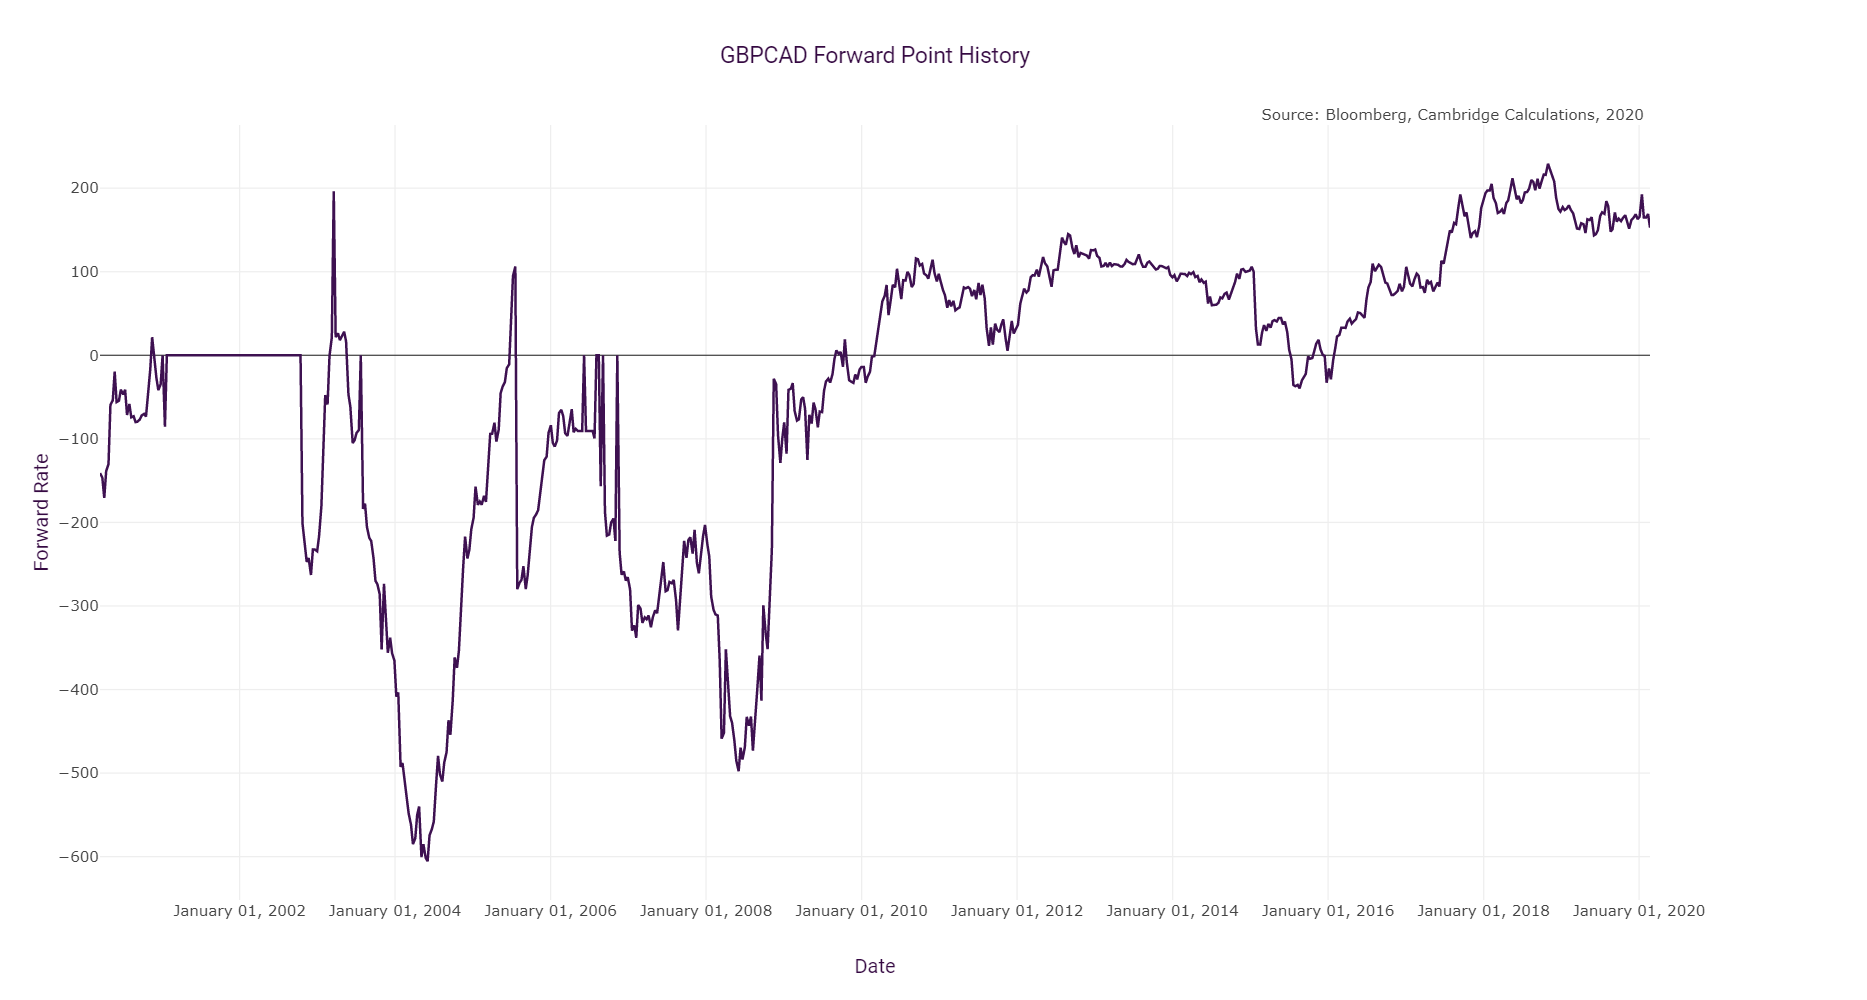 GBPCAD Forward Point History
Source: Bloomberg, Cambridge Calculations, 2020
200
100
0
−100
−200
−300
−400
−500
−600
Forward Rate
January 01, 2002
January 01, 2004
January 01, 2006
January 01, 2008
January 01, 2010
January 01, 2012
January 01, 2014
January 01, 2016
January 01, 2018
January 01, 2020
Date